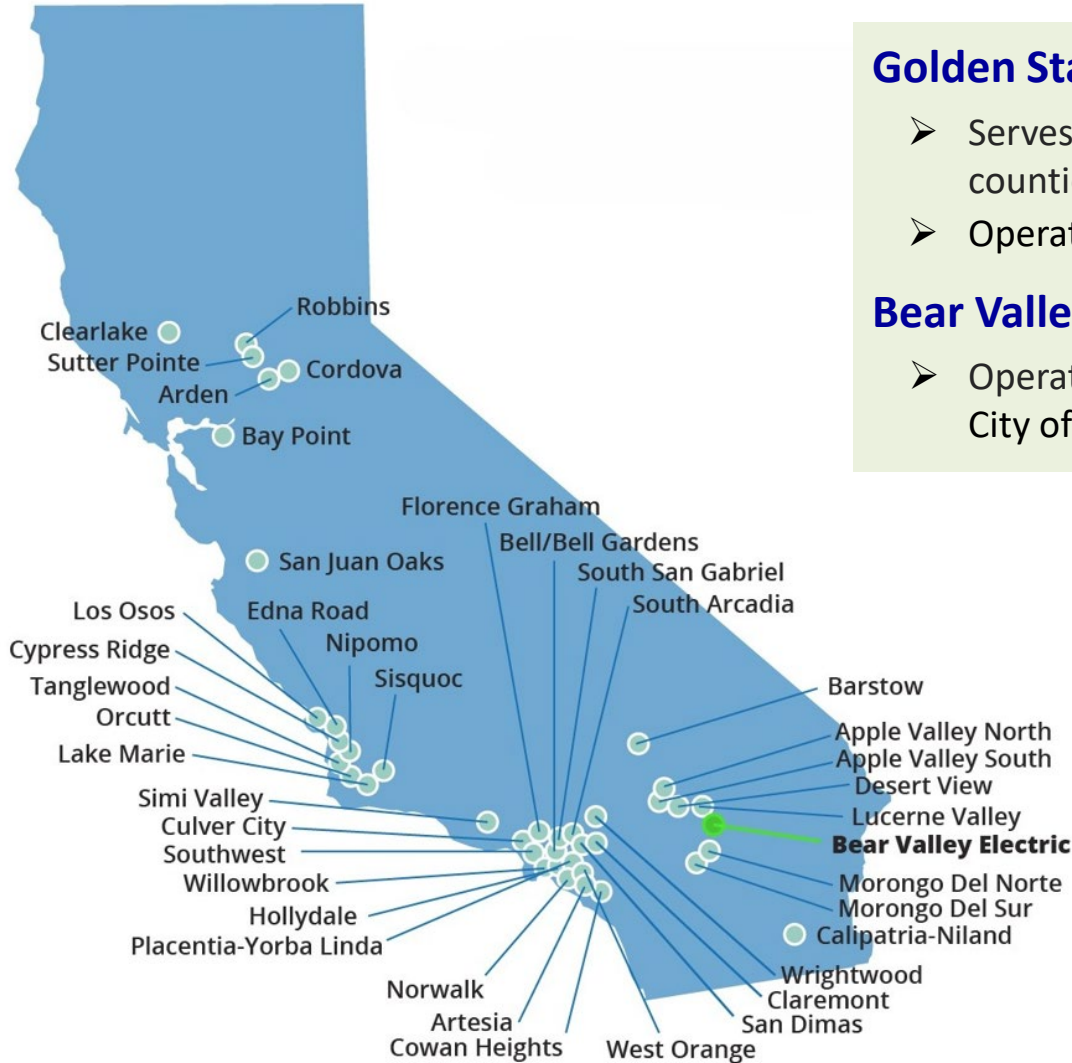 Golden Sta
➢ Serves
counti
➢ Operat
Bear Valle
➢ Operat
City of
Robbins
Clearlake
Sutter Pointe
Cordova
Arden
Bay Point
Florence Graham
Bell/Bell Gardens
San Juan Oaks
South San Gabriel
South Arcadia
Los Osos
Edna Road
Cypress Ridge
Nipomo
Tanglewood
Sisquoc
Orcutt
Lake Marie
Barstow
Apple Valley North
Apple Valley South
Desert View
Lucerne Valley
Bear Valley Electric
Simi Valley
Culver City
Southwest
Willowbrook
Hollydale
Placentia-Yorba Linda
Morongo Del Norte
Morongo Del Sur
Calipatria-Niland
Norwalk
Artesia
Cowan Heights
West Orange
Wrightwood
Claremont
San Dimas